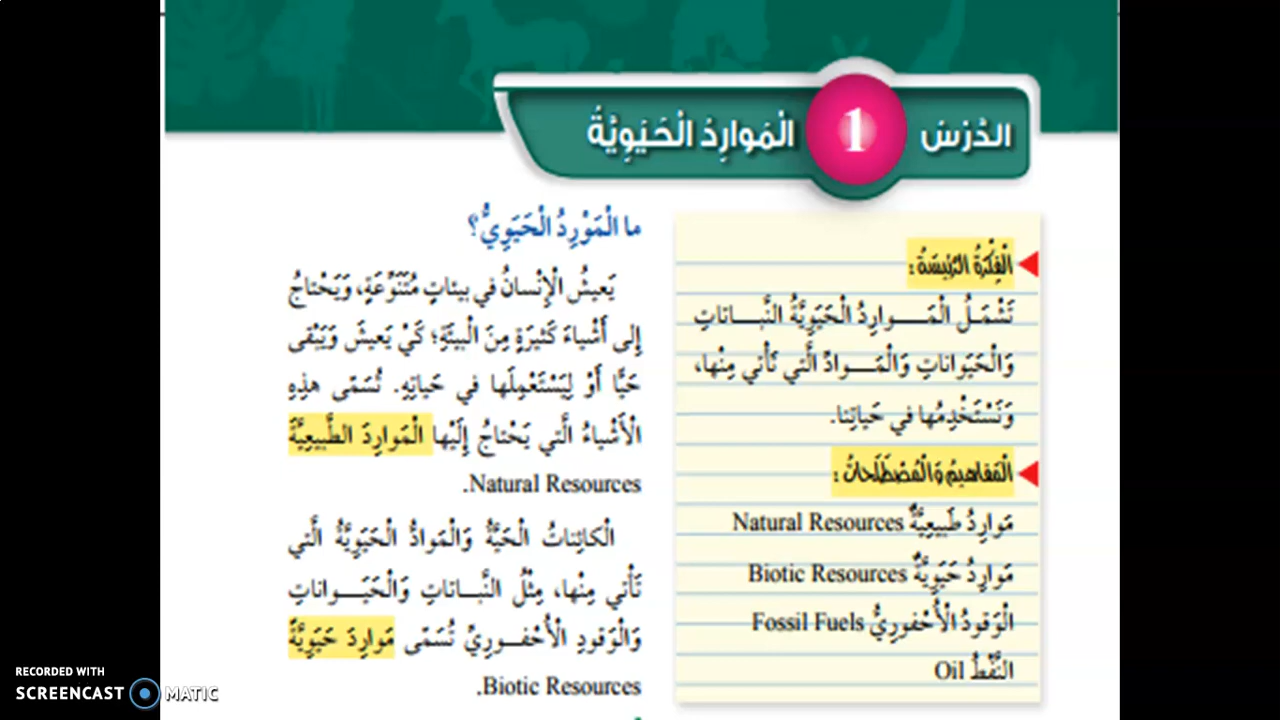 الدَّرْسُ 1 الْمَوارِدُ الْحَيَوِيَّةُ
الْفِكْرَةُ الرَّئيسَةُ:
تَشْمَلُ الْمَوارِدُ الْحَيَوِيَّةُ النَّباتاتِ
وَالْحَيَواناتِ وَالْمَوادَّ الَّتي تَأْتي مِنْها،
وَنَسْتَخْدِمُها في حَياتِنا.
الْمَفاهيمُ وَالْمُصْطَلَحاتُ:
مَوارِدُ طَبيعِيَّةٌ Natural Resources
مَوارِدُ حَيَوِيَّةٌ Biotic Resources
الْوَقودُ الْأُحْفورِيُّ Fossil Fuels
النَّفْطُ Oil
ما الْمَوْرِدُ الْحَيَوِيُّ؟
يَعيشُ الْإِنْسانُ في بيئاتٍ مُتَنَوِّعَةٍ، وَيَحْتاجُ
إِلى أَشْياءَ كَثيرَةٍ مِنَ الْبيئَةِ؛ كَيْ يَعيشَ وَيَبْقى
حَيًّا أَوْ لِيَسْتَعْمِلَها في حَياتِهِ. تُسَمّى هذِهِ
الْأَشْياءُ الَّتي يَحْتاجُ إِلَيْها الْمَوارِدَ الطَّبيعِيَّةَ
Natural Resources.
الْكائِناتُ الْحَيَّةُ وَالْمَوادُّ الْحَيَوِيَّةُ الَّتي
تَأْتي مِنْها، مِثْلُ النَّباتاتِ وَالْحَيَواناتِ
وَالْوَقودِ الْأُحْفورِيِّ تُسَمّى مَوارِدَ حَيَوِيَّةً
Biotic Resources.
RECORDED WITH
SCREENCAST MATIC